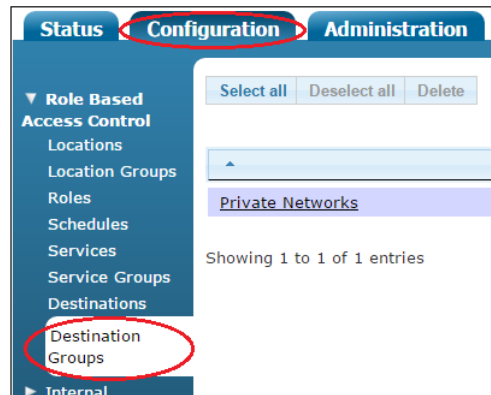 Status Configuration Administration
▼ Role Based
Access Control
Locations
Location Groups
Roles
Schedules
Services
Service Groups
Destinations
Destination
Groups
▶ Internal
Select all Deselect all Delete
Private Networks
Showing 1 to 1 of 1 entries